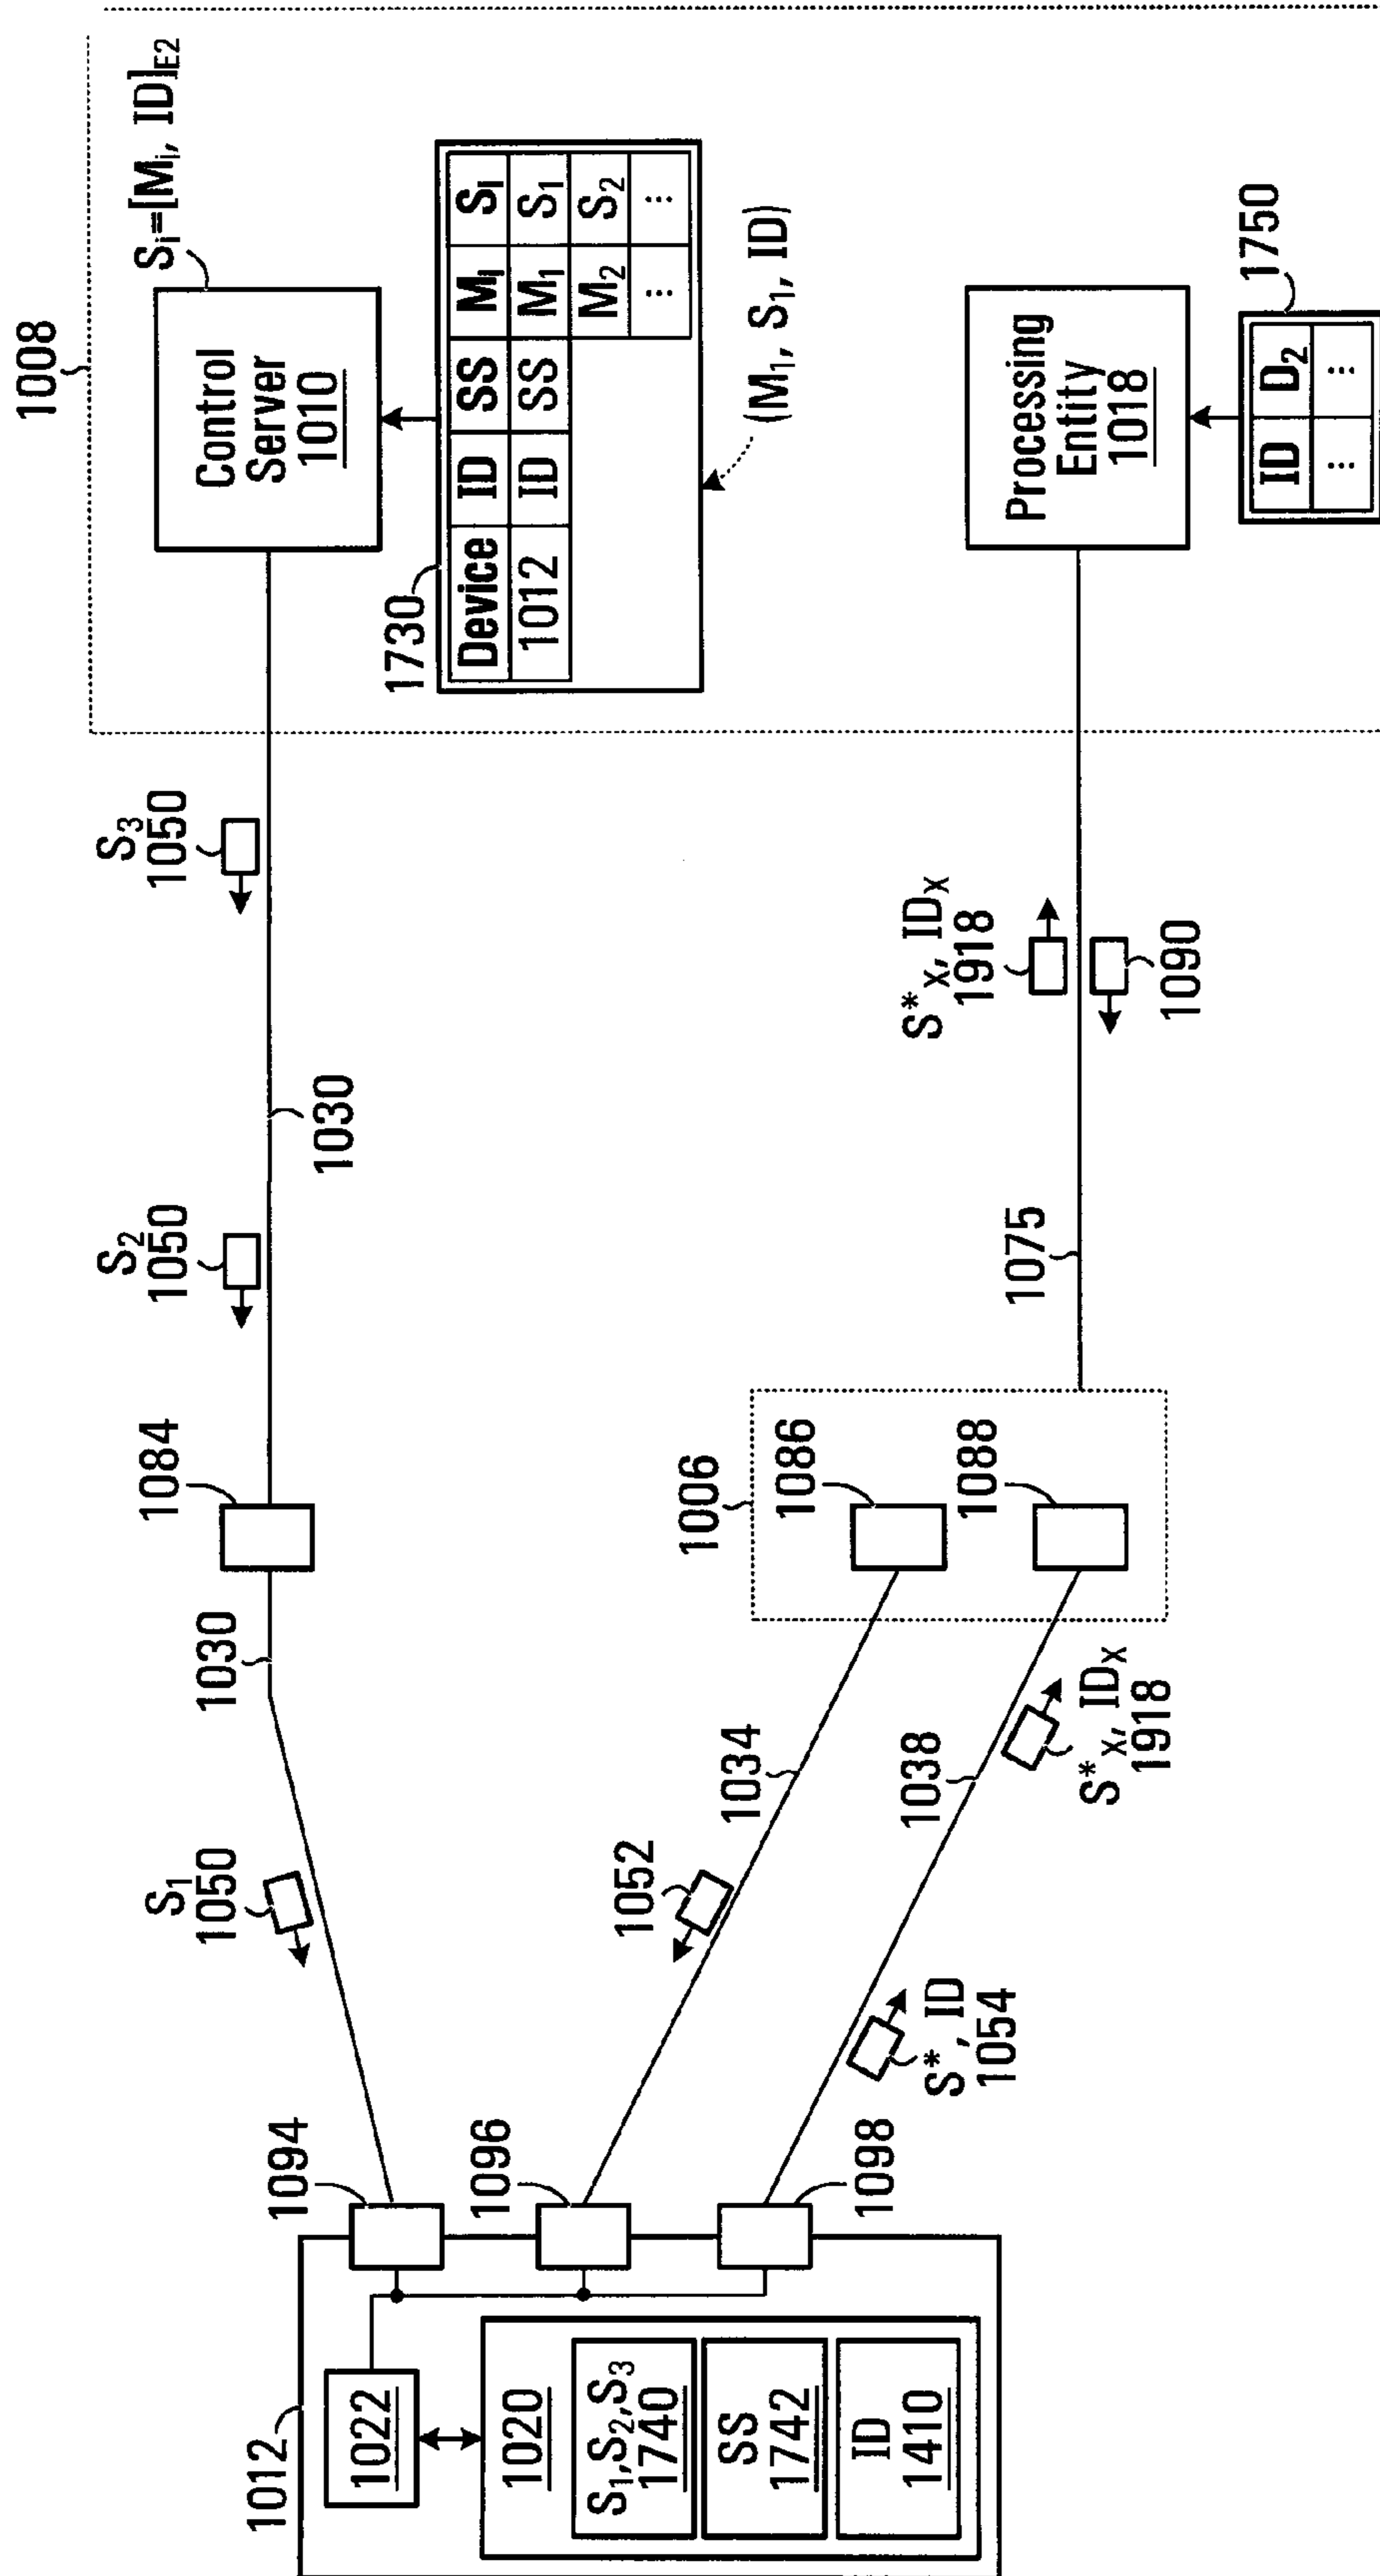 1008
Control
Server
1010
Sᵢ=[Mᵢ, ID]E2
1730
Device ID SS Mᵢ Sᵢ
1012 ID SS M₁ S₁
M₂ S₂
⋮ ⋮
(M₁, S₁, ID)
Processing
Entity
1018
1750
ID D₂
⋮ ⋮
S₃
1050
1030
S₂
1050
S*X, IDX
1918
1090
1075
1084
1030
1006
1086
1088
S₁
1050
1052
1034
1038
S*X, IDX
1918
S*, ID
1054
1094
1096
1098
1012
1022
1020
S₁,S₂,S₃
1740
SS
1742
ID
1410